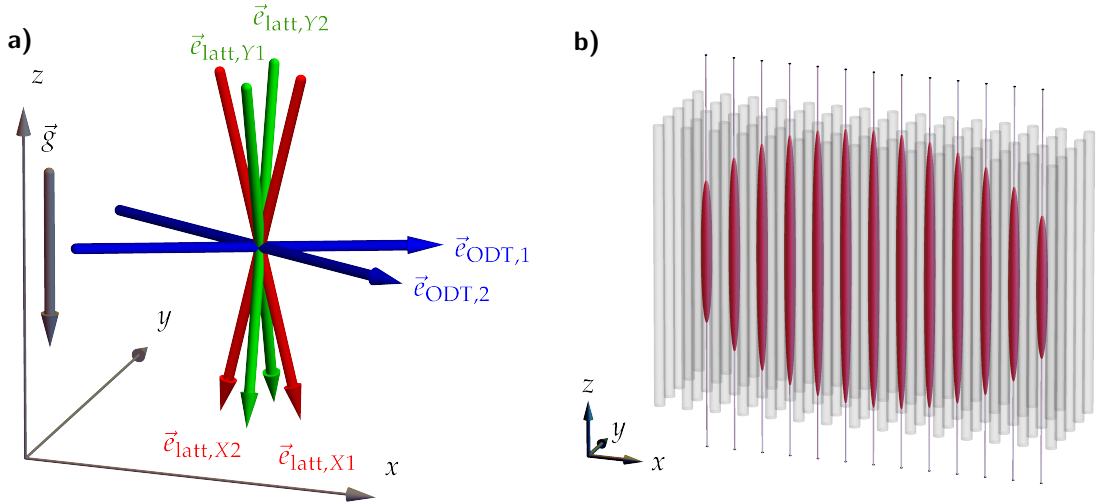 a)
z
g⃗
e⃗latt,Y1
e⃗latt,Y2
e⃗ODT,1
e⃗ODT,2
y
e⃗latt,X2
e⃗latt,X1
x
b)
z
y
x